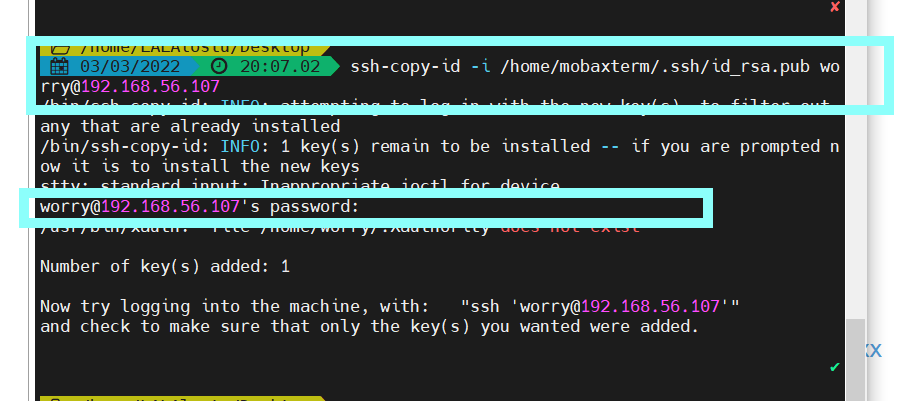 ✘
/home/LALAloslu/Desktop
03/03/2022 20:07.02 ssh-copy-id -i /home/mobaxterm/.ssh/id_rsa.pub wo
rry@192.168.56.107
/bin/ssh-copy-id: INFO: attempting to log in with the new key(s), to filter out
any that are already installed
/bin/ssh-copy-id: INFO: 1 key(s) remain to be installed -- if you are prompted n
ow it is to install the new keys
stty: standard input: Inappropriate ioctl for device
worry@192.168.56.107's password:
/usr/bin/xauth: file /home/worry/.Xauthority does not exist
Number of key(s) added: 1
Now try logging into the machine, with: "ssh 'worry@192.168.56.107'"
and check to make sure that only the key(s) you wanted were added.
xx
✔